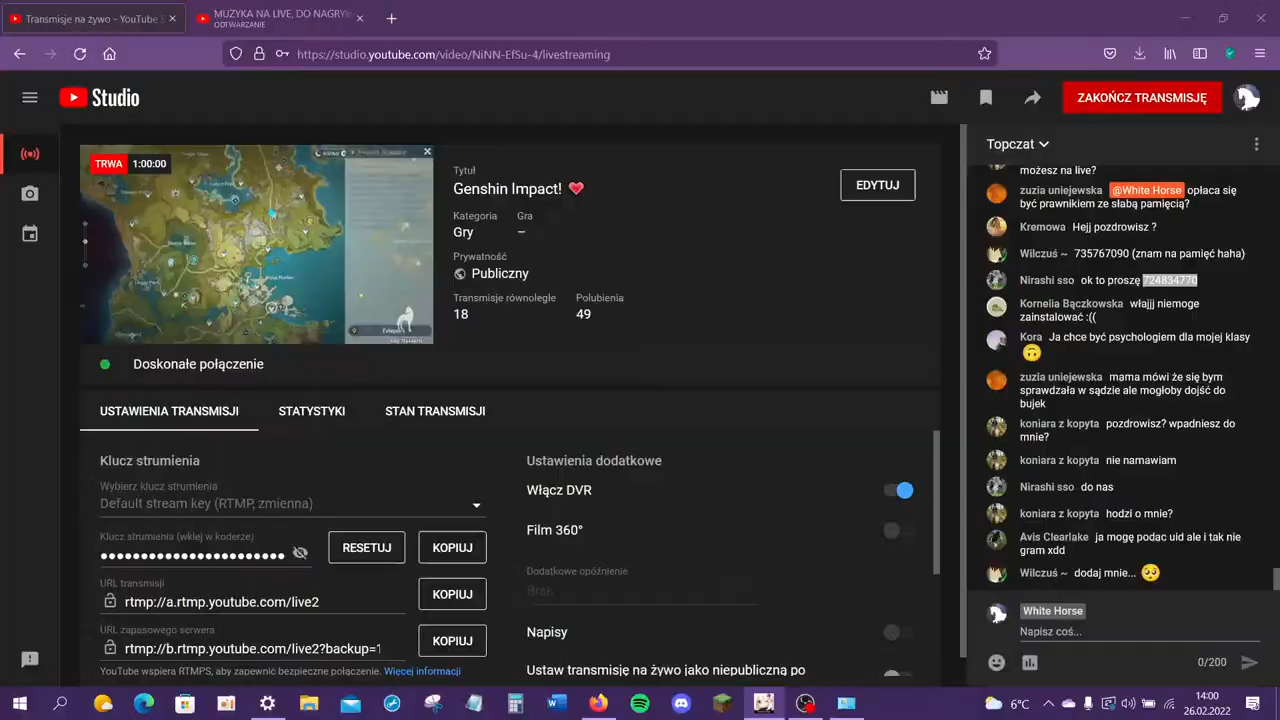 Transmisje na żywo – YouTube S
MUZYKA NA LIVE, DO NAGRYW
ODTWARZANIE
https://studio.youtube.com/video/NiNN-EfSu-4/livestreaming
Studio
ZAKOŃCZ TRANSMISJĘ
TRWA 1:00:00
Tytuł
Genshin Impact! ❤️
EDYTUJ
Kategoria Gra
Gry –
Prywatność
Publiczny
Transmisje równoległe Polubienia
18 49
Doskonałe połączenie
USTAWIENIA TRANSMISJI STATYSTYKI STAN TRANSMISJI
Klucz strumienia
Wybierz klucz strumienia
Default stream key (RTMP, zmienna)
Klucz strumienia (wklej w koderze)
RESETUJ KOPIUJ
URL transmisji
rtmp://a.rtmp.youtube.com/live2
KOPIUJ
URL zapasowego serwera
rtmp://b.rtmp.youtube.com/live2?backup=1
KOPIUJ
YouTube wspiera RTMPS, aby zapewnić bezpieczne połączenie. Więcej informacji
Ustawienia dodatkowe
Włącz DVR
Film 360°
Dodatkowe opóźnienie
Brak
Napisy
Ustaw transmisję na żywo jako niepubliczną po
Topczat
możesz na live?
zuzia uniejewska @White Horse opłaca się
być prawnikiem ze słabą pamięcią?
Kremowa Hejj pozdrowisz ?
Wilczuś ~ 735767090 (znam na pamięć haha)
Nirashi sso ok to proszę 724834770
Kornelia Bączkowska włajjj niemoge
zainstalować :((
Kora Ja chce być psychologiem dla mojej klasy
🙃
zuzia uniejewska mama mówi że się bym
sprawdzała w sądzie ale mogłoby dojść do
bujek
koniara z kopyta pozdrowisz? wpadniesz do
mnie?
koniara z kopyta nie namawiam
Nirashi sso do nas
koniara z kopyta hodzi o mnie?
Avis Clearlake ja mogę podac uid ale i tak nie
gram xdd
Wilczuś ~ dodaj mnie... 🥺
White Horse
Napisz coś...
0/200
6°C
14:00
26.02.2022